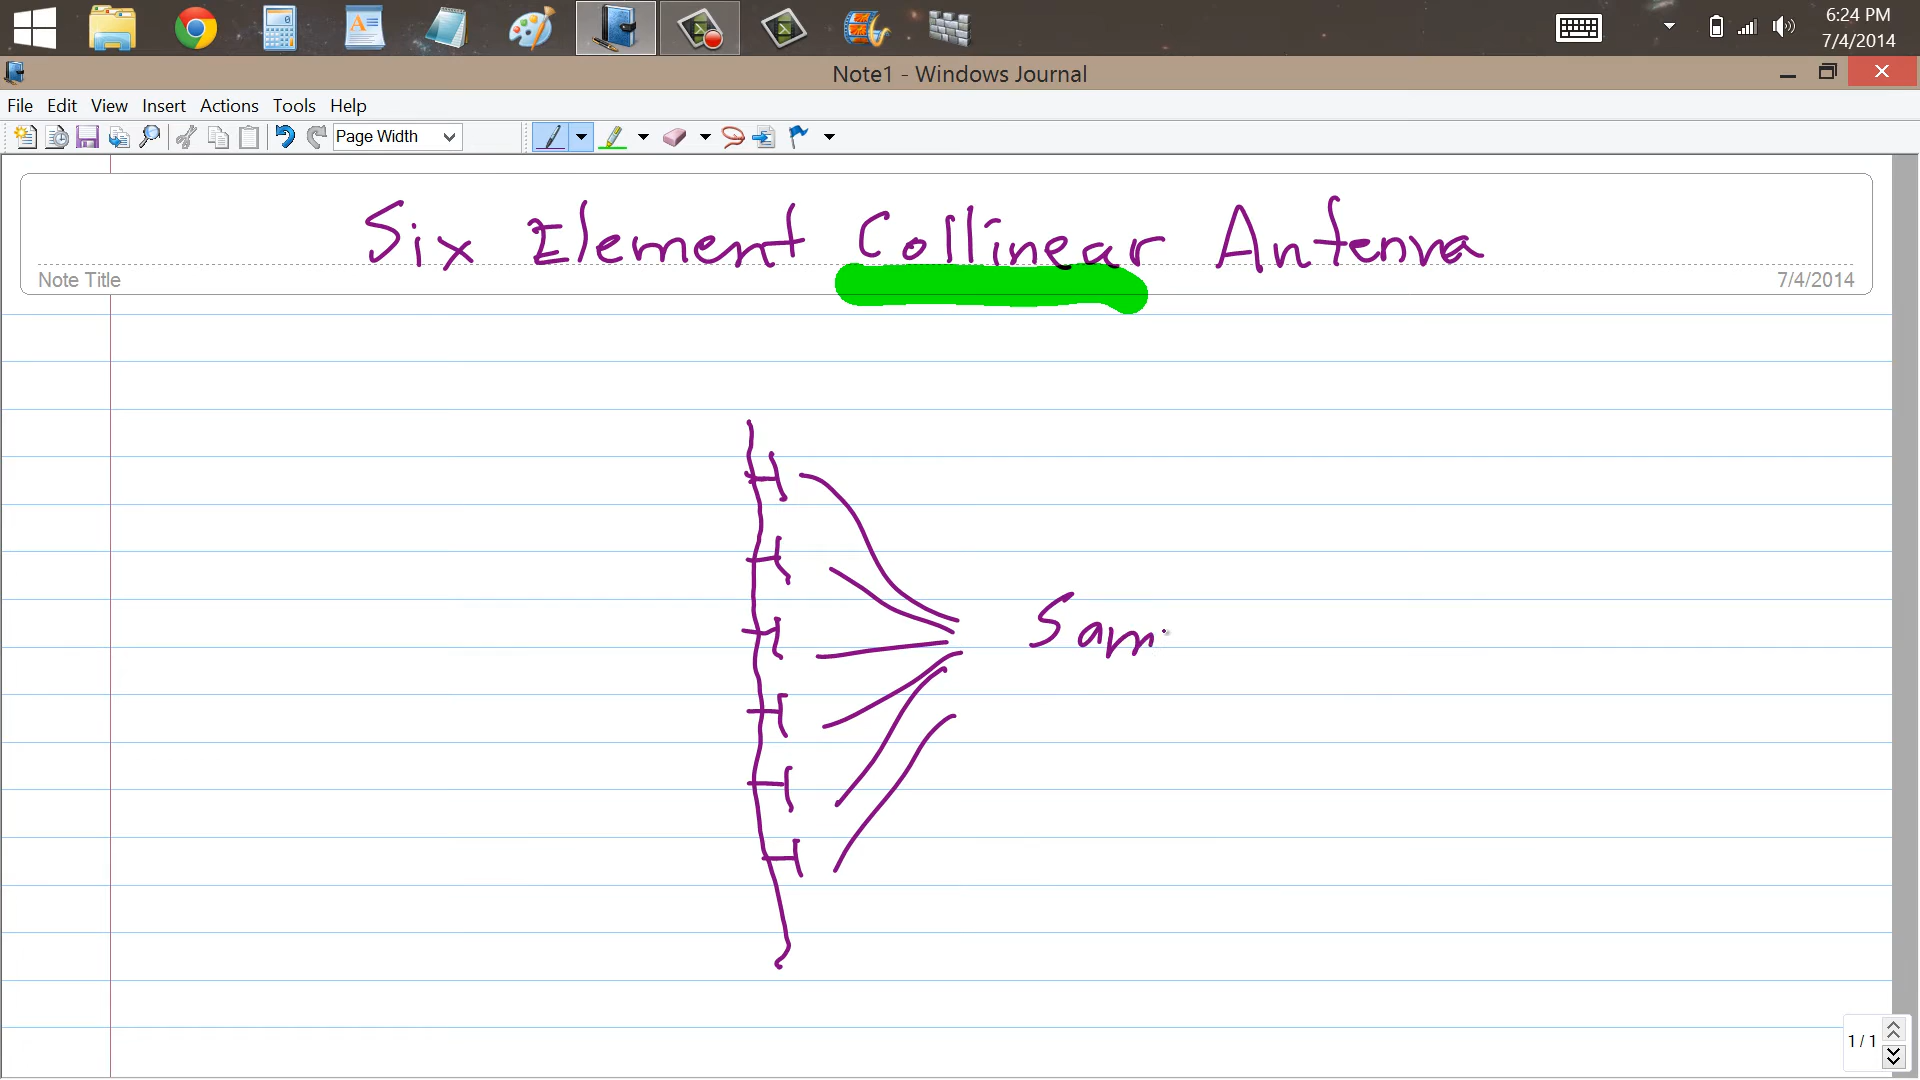 6:24 PM
7/4/2014
Note1 - Windows Journal
File Edit View Insert Actions Tools Help
Page Width
Six Element Collinear Antenna
Note Title
7/4/2014
Sam
1 / 1